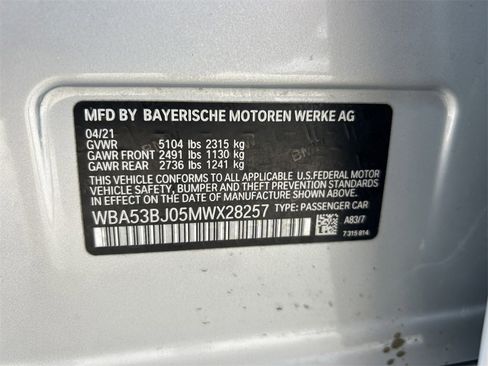 MFD BY BAYERISCHE MOTOREN WERKE AG
04/21
GVWR 5104 lbs 2315 kg
GAWR FRONT 2491 lbs 1130 kg
GAWR REAR 2736 lbs 1241 kg
THIS VEHICLE CONFORMS TO ALL APPLICABLE U.S.FEDERAL MOTOR
VEHICLE SAFETY, BUMPER AND THEFT PREVENTION STANDARDS
IN EFFECT ON THE DATE OF MANUFACTURE SHOWN ABOVE.
WBA53BJ05MWX28257 TYPE: PASSENGER CAR
A83/7
7 315 814